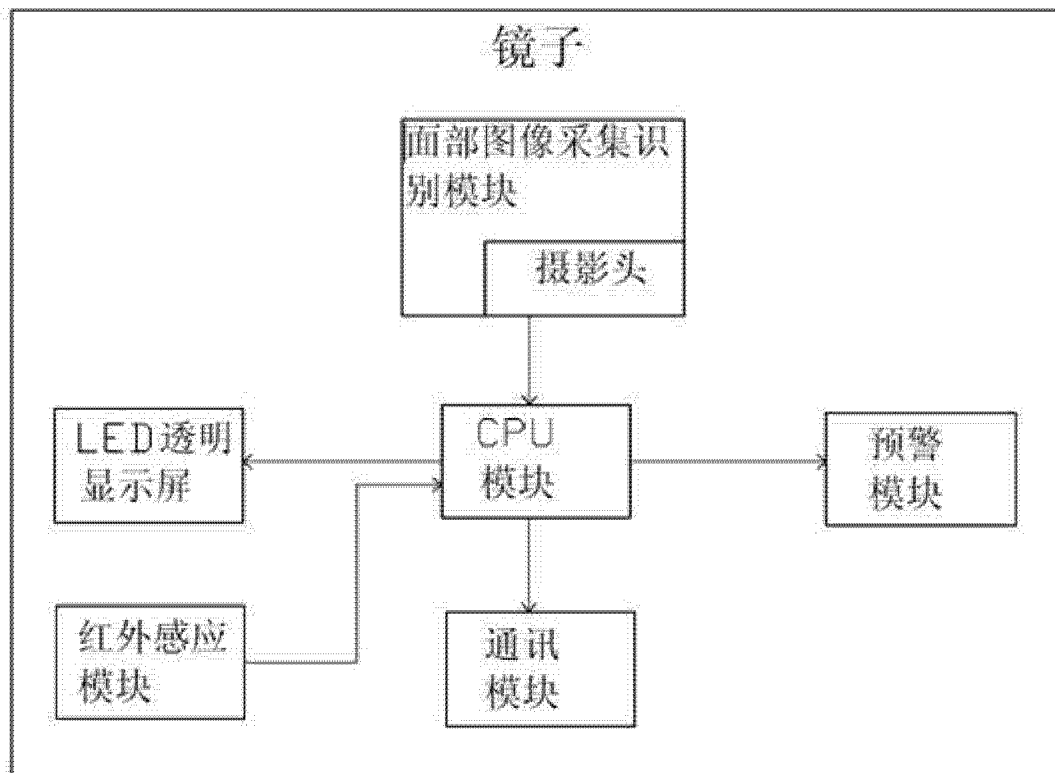 镜子
面部图像采集识
别模块
摄影头
LED透明
显示屏
CPU
模块
预警
模块
红外感应
模块
通讯
模块